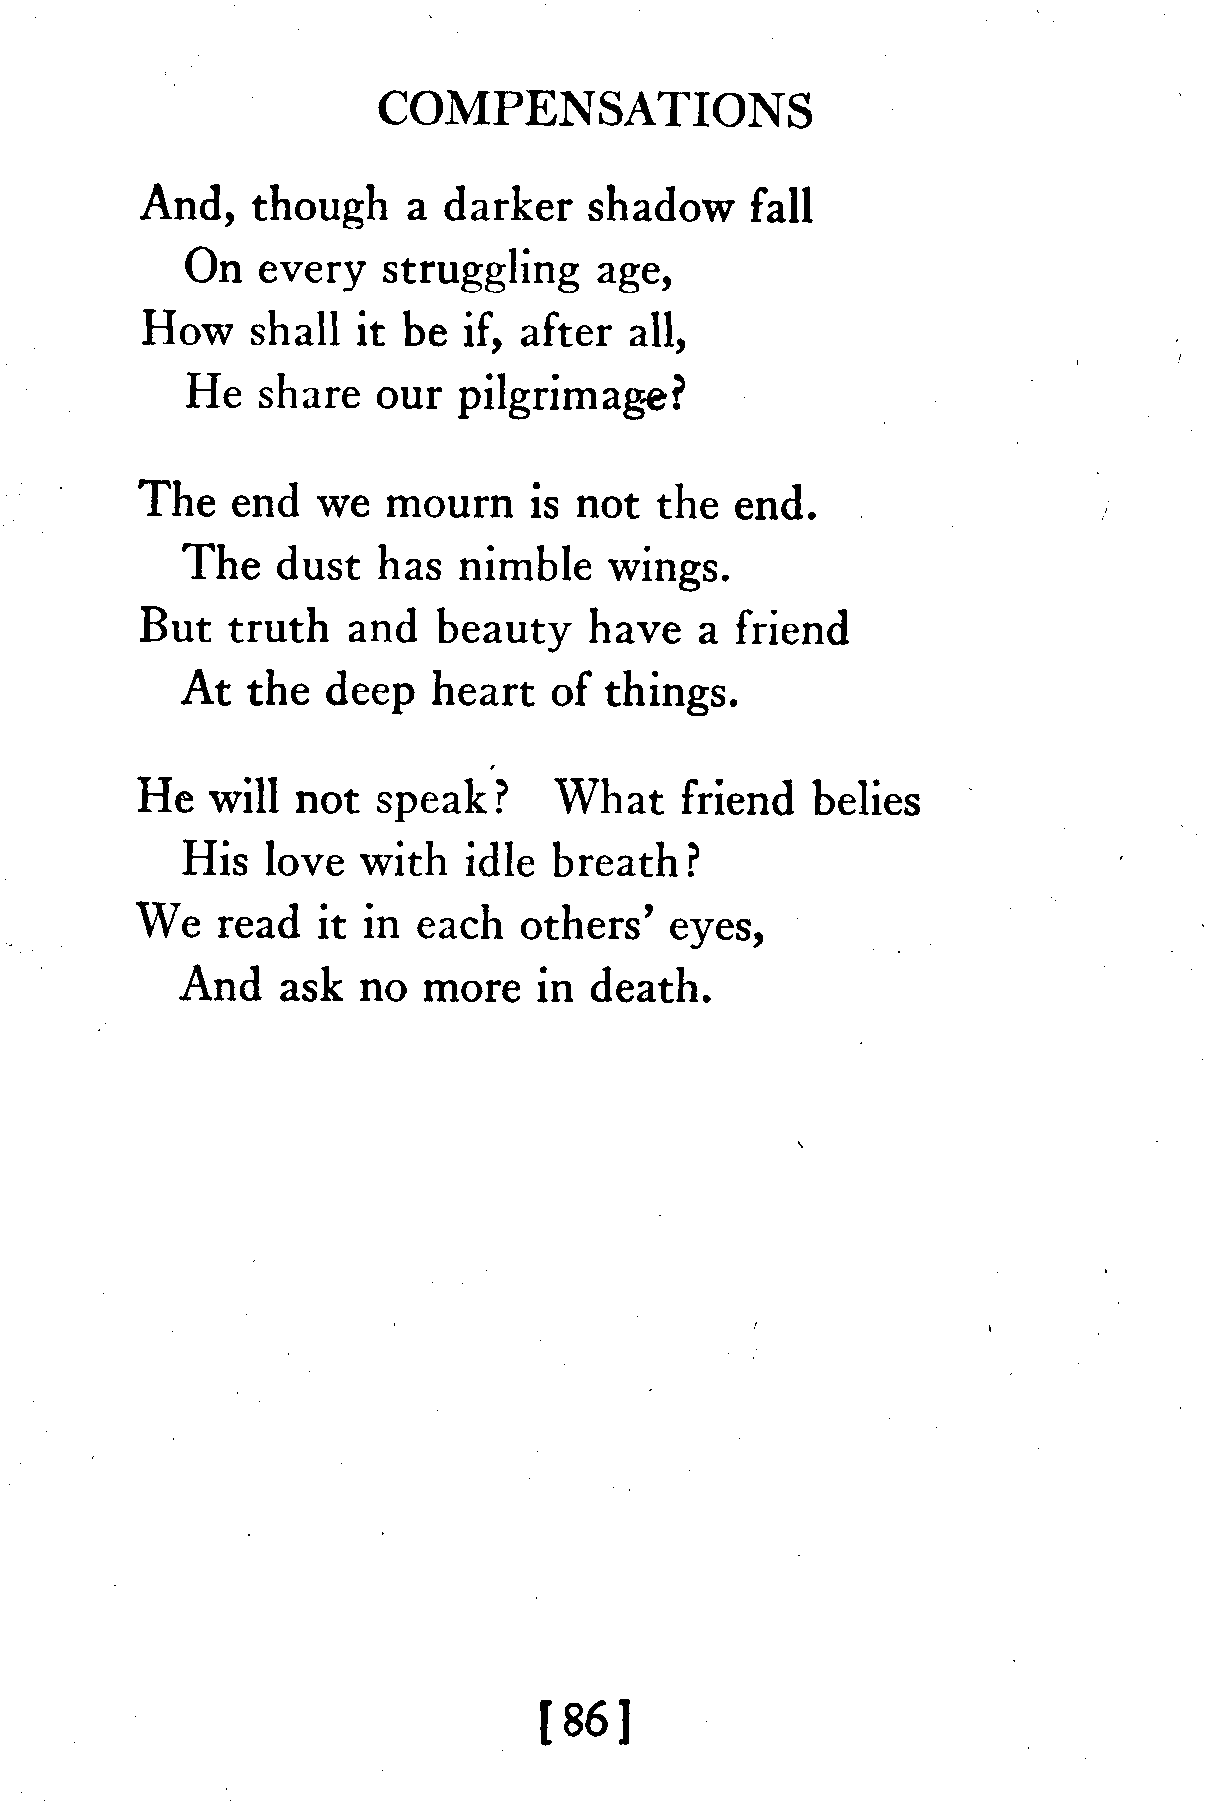 COMPENSATIONS
And, though a darker shadow fall
On every struggling age,
How shall it be if, after all,
He share our pilgrimage?
The end we mourn is not the end.
The dust has nimble wings.
But truth and beauty have a friend
At the deep heart of things.
He will not speak? What friend belies
His love with idle breath?
We read it in each others' eyes,
And ask no more in death.
[86]